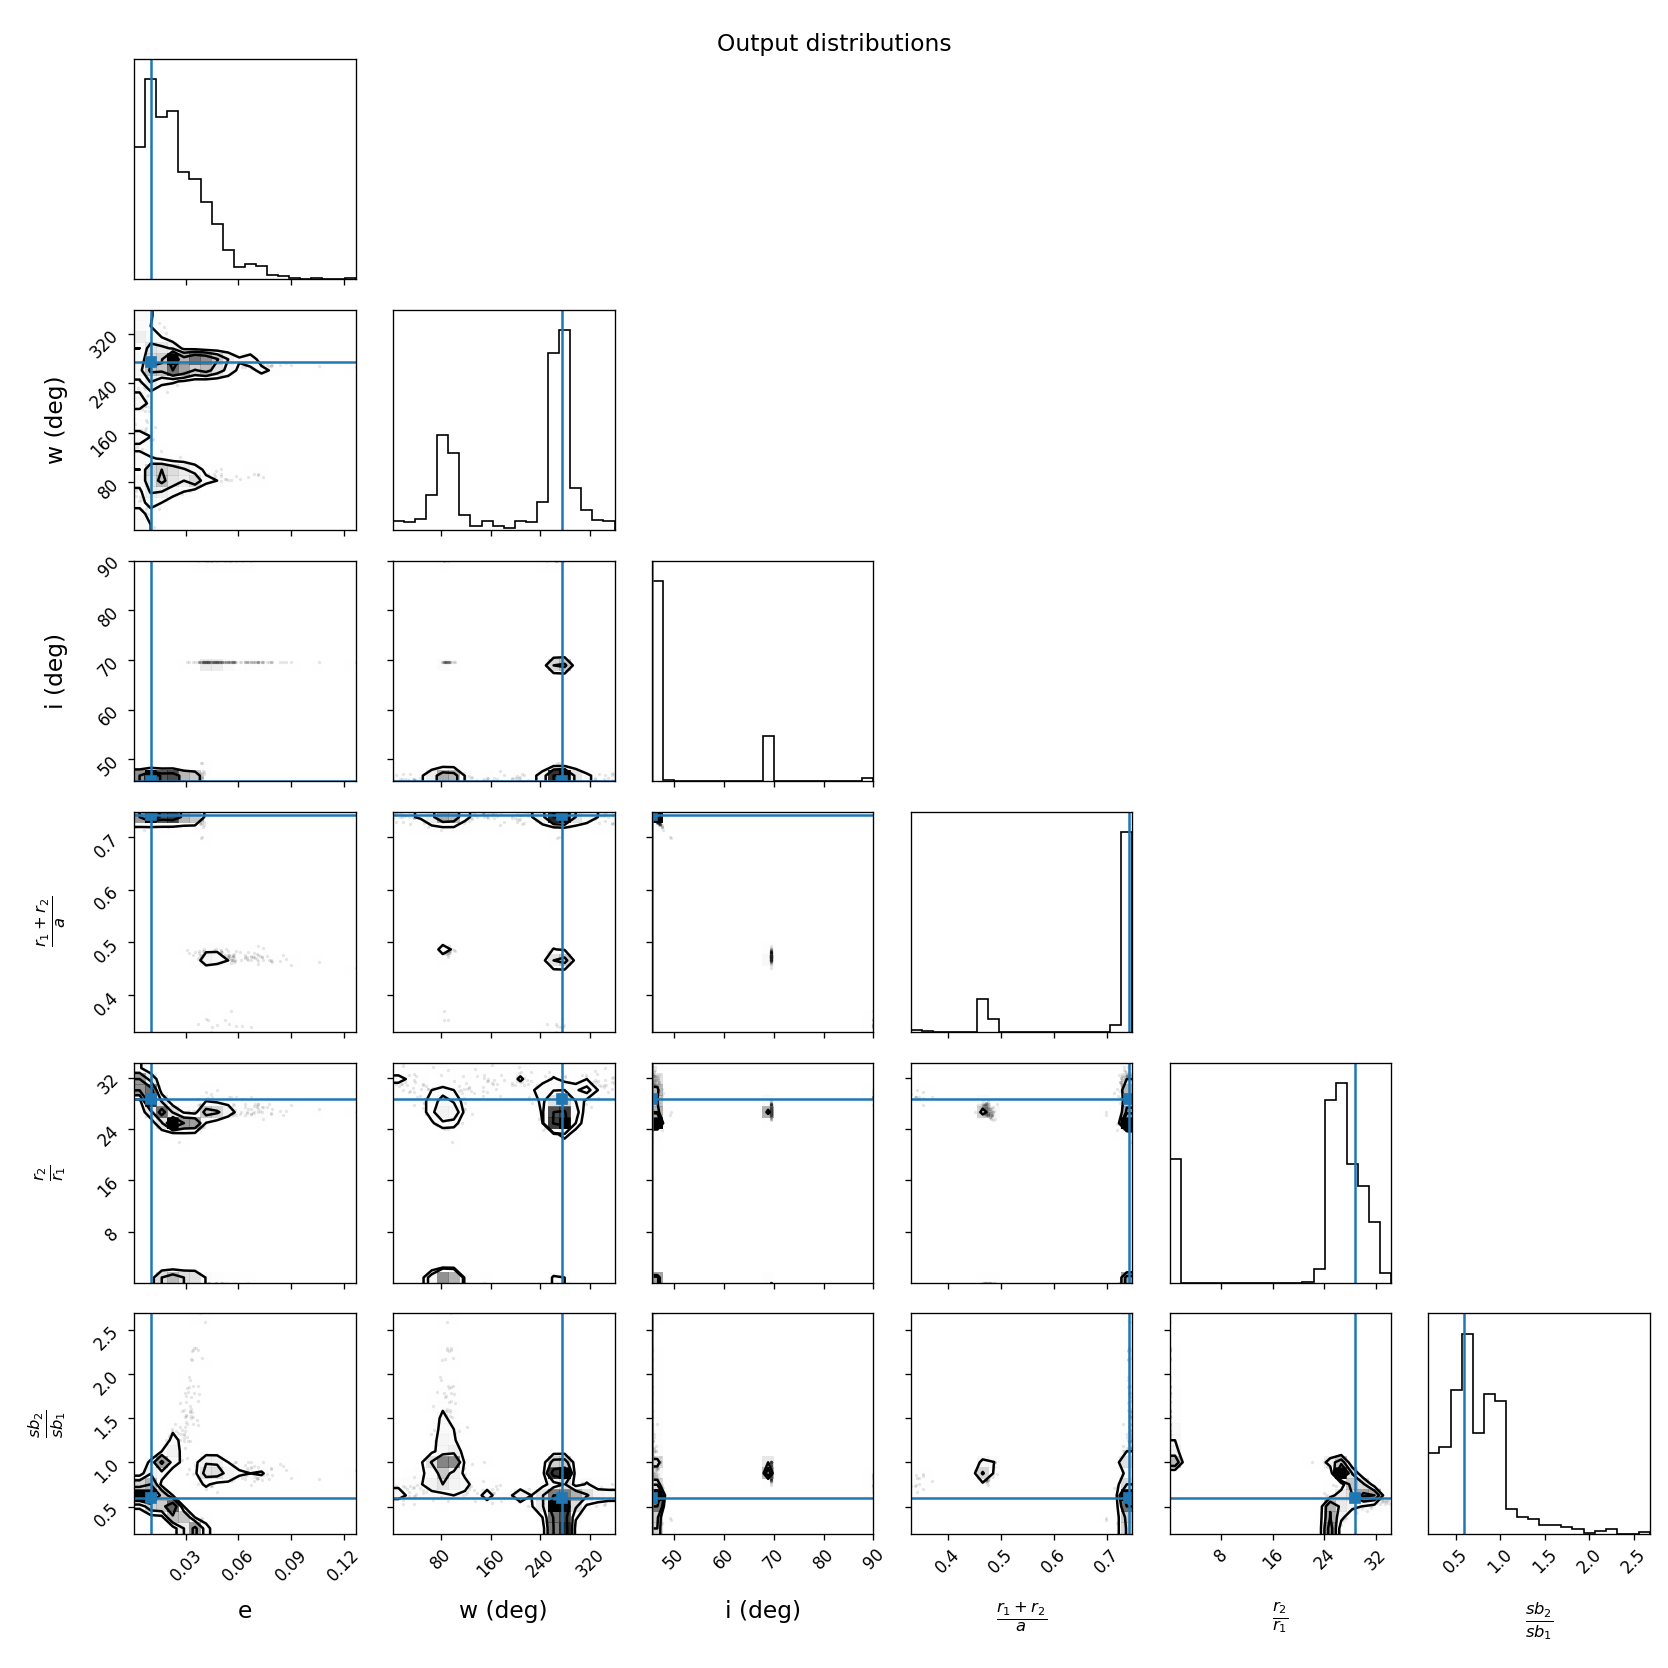 Output distributions
w (deg)
320
240
160
80
i (deg)
90
80
70
60
50
r₁ + r₂
a
0.7
0.6
0.5
0.4
r₂
r₁
32
24
16
8
sb₂
sb₁
2.5
2.0
1.5
1.0
0.5
0.03 0.06 0.09 0.12 80 160 240 320 50 60 70 80 90 0.4 0.5 0.6 0.7 8 16 24 32 0.5 1.0 1.5 2.0 2.5
e w (deg) i (deg)
r₁ + r₂
a
r₂
r₁
sb₂
sb₁